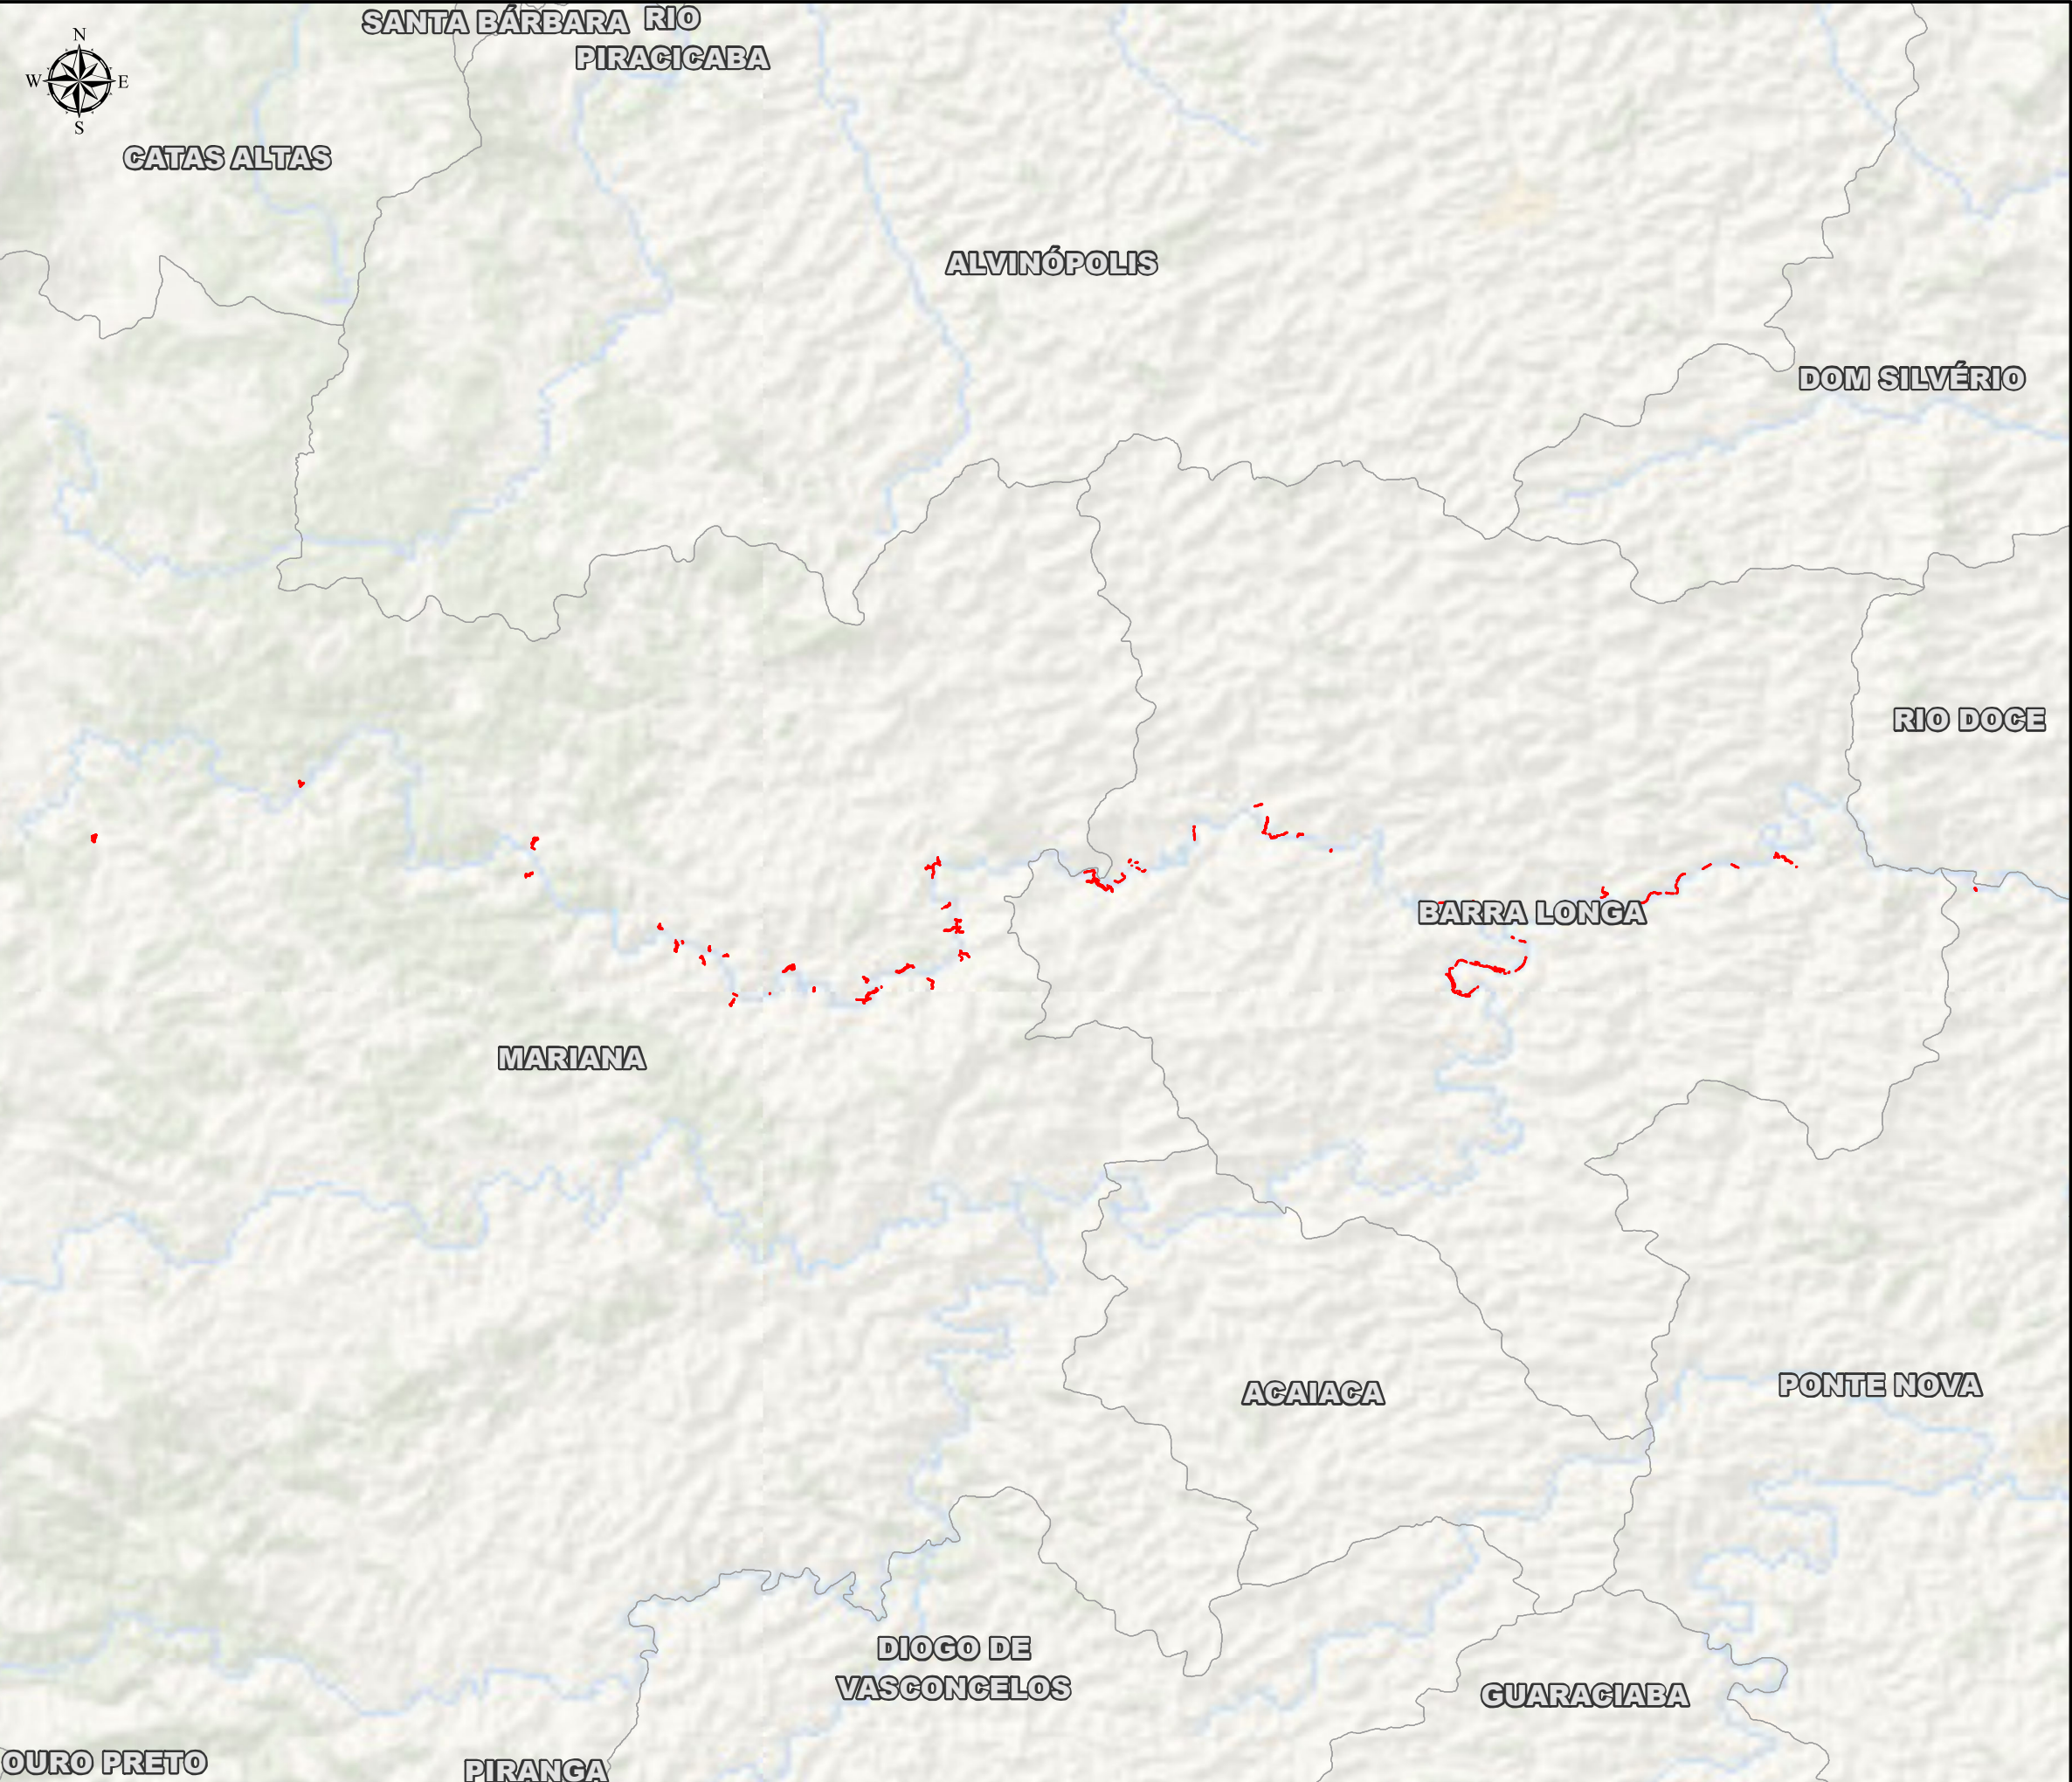 SANTA BÁRBARA
RIO
PIRACICABA
N
W
E
S
CATAS ALTAS
ALVINÓPOLIS
DOM SILVÉRIO
RIO DOCE
BARRA LONGA
MARIANA
ACAIACA
PONTE NOVA
DIOGO DE
VASCONCELOS
GUARACIABA
OURO PRETO
PIRANGA